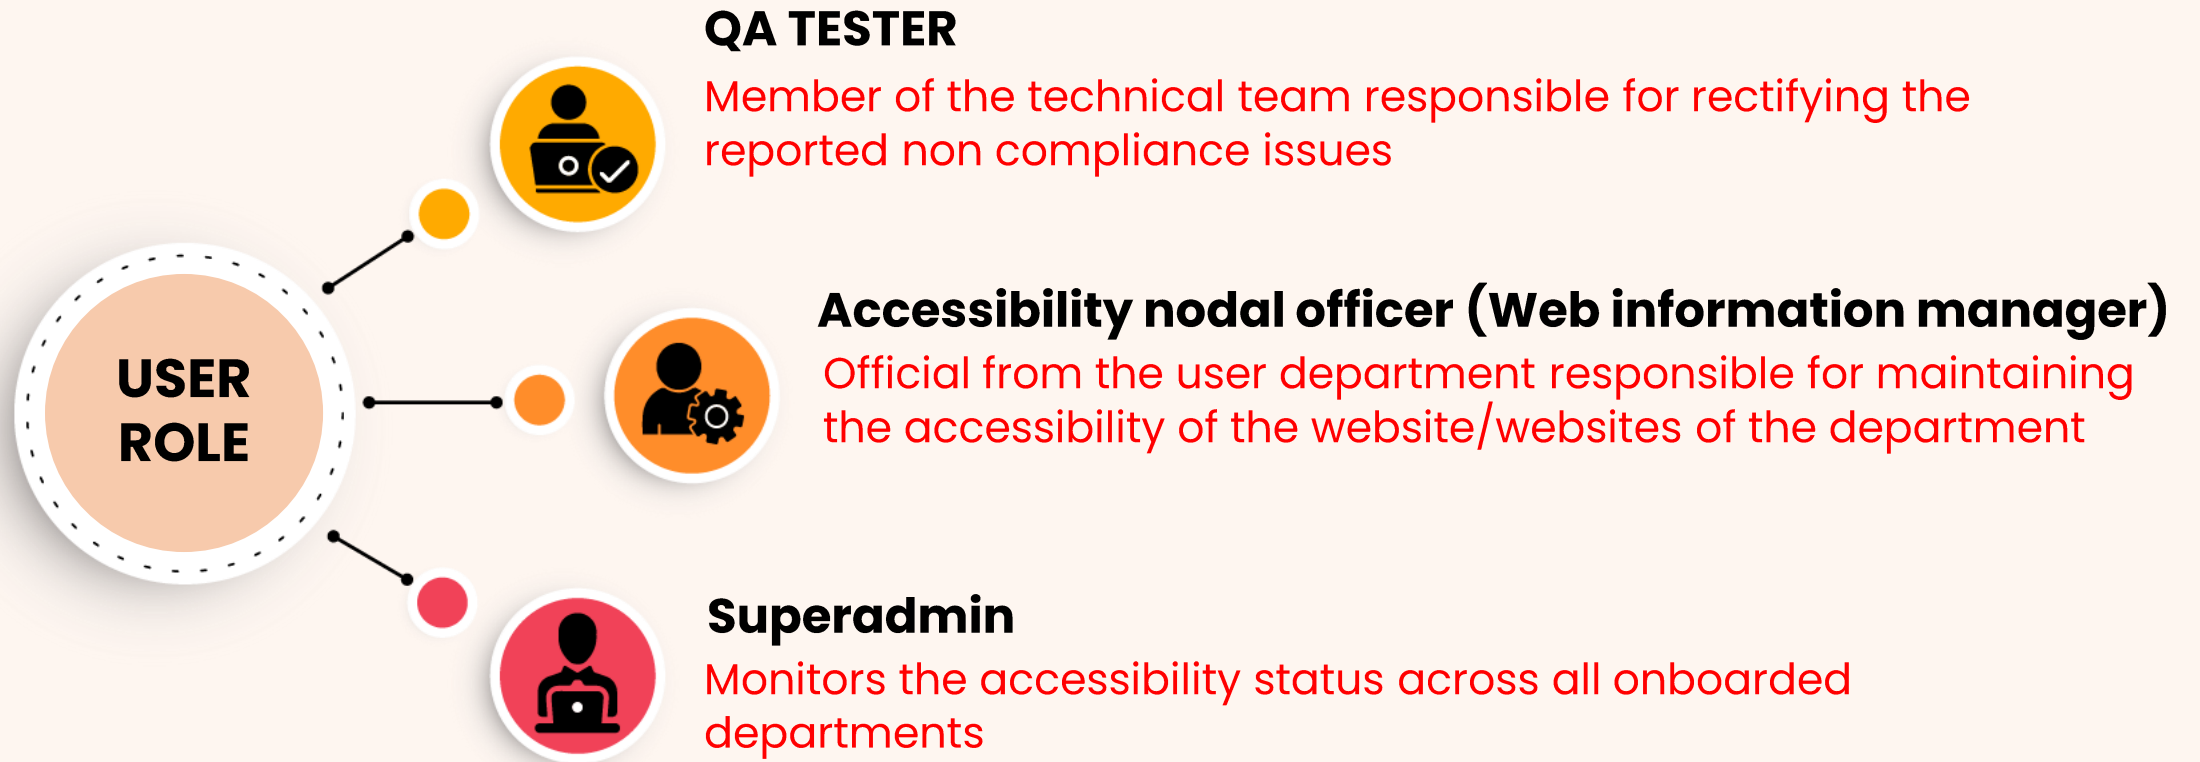 QA TESTER
Member of the technical team responsible for rectifying the
reported non compliance issues
USER
ROLE
Accessibility nodal officer (Web information manager)
Official from the user department responsible for maintaining
the accessibility of the website/websites of the department
Superadmin
Monitors the accessibility status across all onboarded
departments